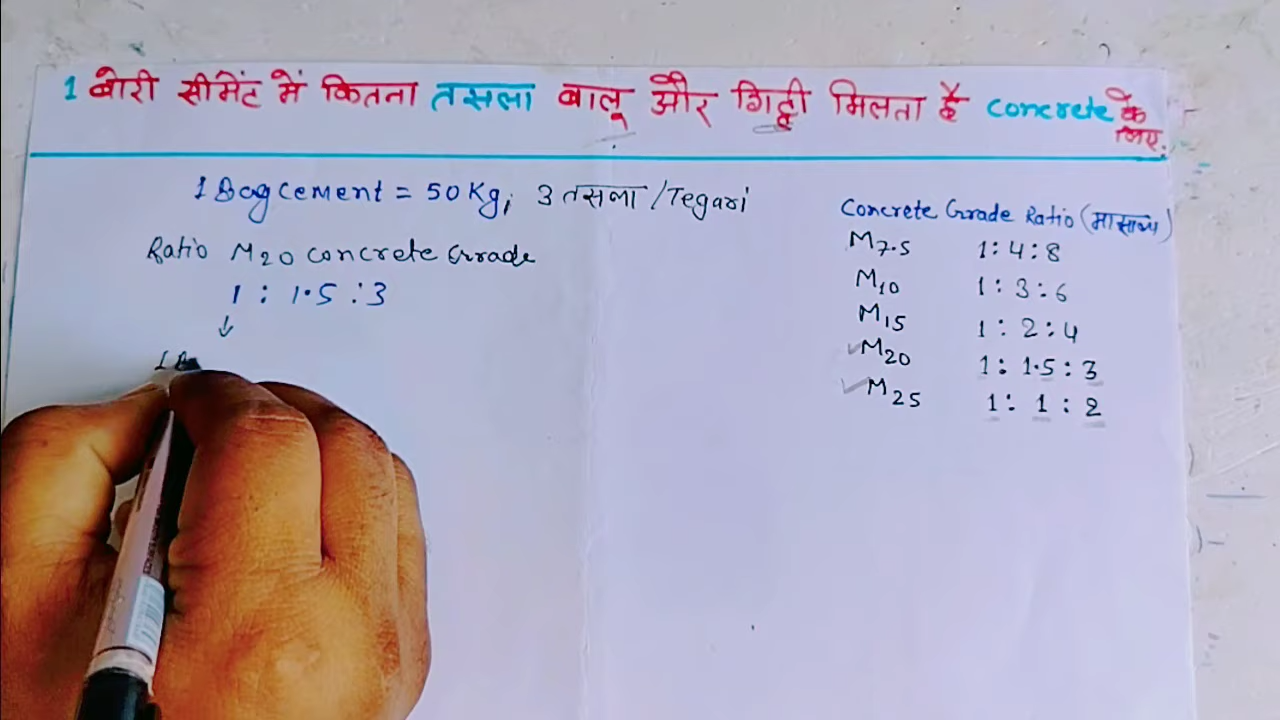 1 बोरी सीमेंट में कितना तसला बालू और गिट्टी मिलता है concrete के लिए.
1 Bag cement = 50 Kg, 3 तसला / Tegari
Ratio M20 concrete Grade
1 : 1.5 : 3
↓
1 B
Concrete Grade Ratio (
M7.5 1 : 4 : 8
M10 1 : 3 : 6
M15 1 : 2 : 4
✓M20 1 : 1.5 : 3
✓M25 1 : 1 : 2